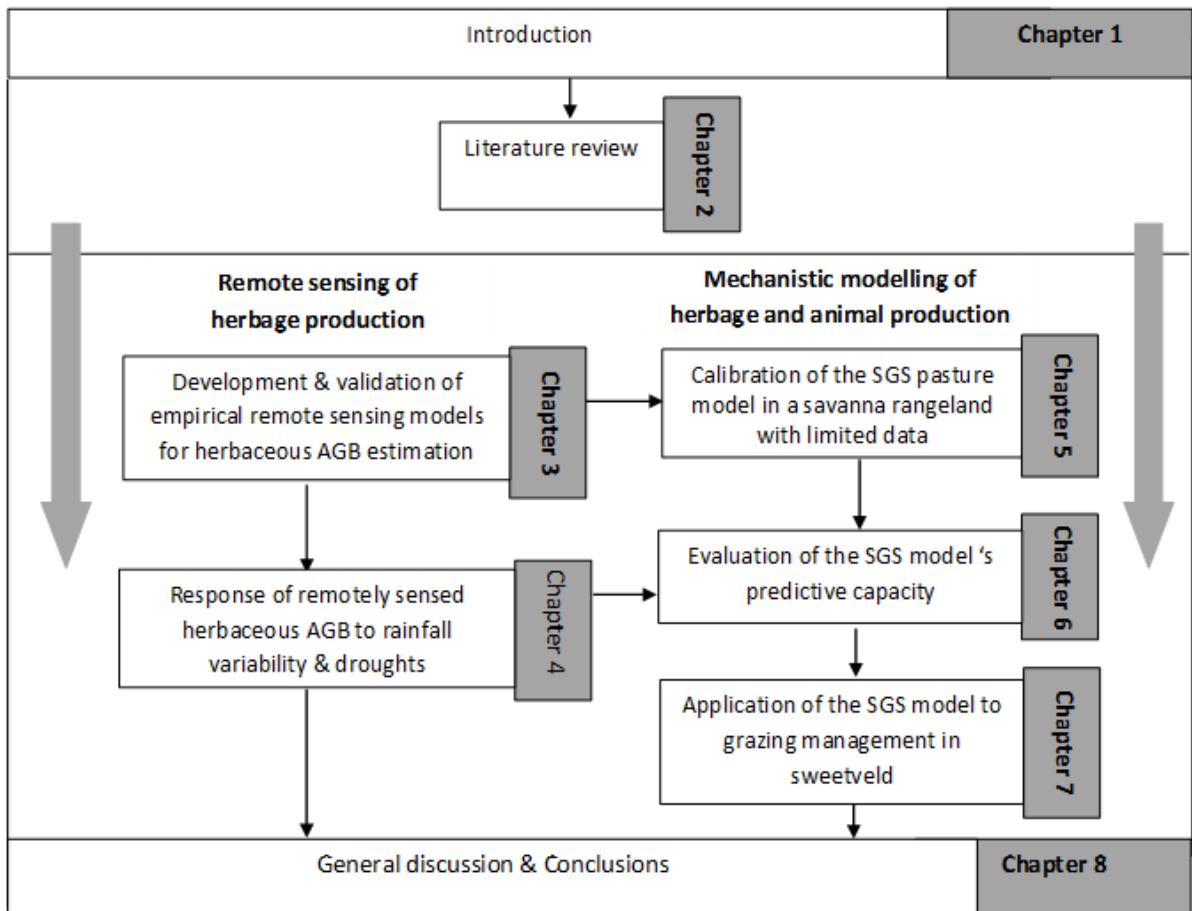 Introduction
Chapter 1
Literature review
Chapter 2
Remote sensing of
herbage production
Mechanistic modelling of
herbage and animal production
Development & validation of
empirical remote sensing models
for herbaceous AGB estimation
Chapter 3
Calibration of the SGS pasture
model in a savanna rangeland
with limited data
Chapter 5
Response of remotely sensed
herbaceous AGB to rainfall
variability & droughts
Chapter 4
Evaluation of the SGS model ‘s
predictive capacity
Chapter 6
Application of the SGS model to
grazing management in
sweetveld
Chapter 7
General discussion & Conclusions
Chapter 8